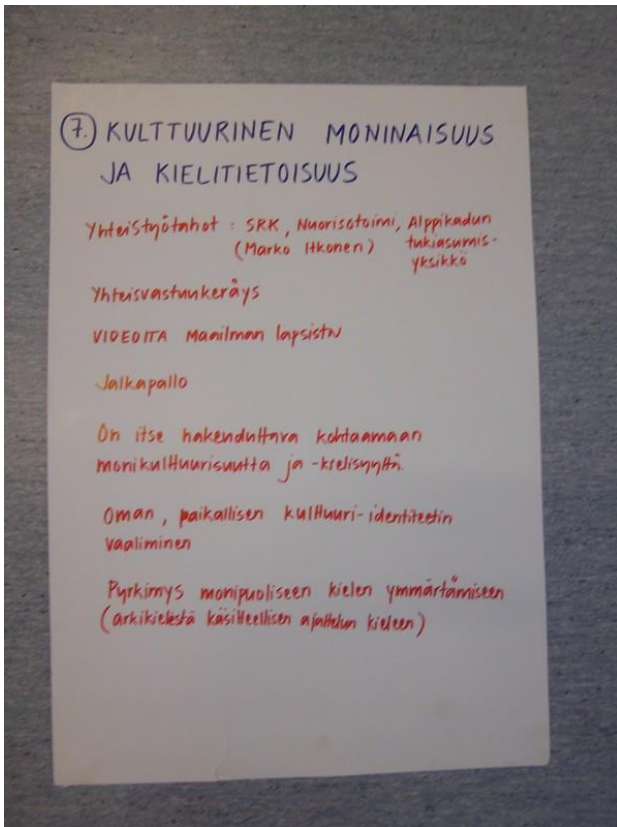 7. KULTTUURINEN MONINAISUUS
JA KIELITIETOISUUS
Yhteistyötahot : SRK, Nuorisotoimi, Alppikadun
(Marko Itkonen) tukiasumis-
yksikkö
Yhteisvastuukeräys
VIDEOITA Maailman lapsista
Jalkapallo
On itse hakeuduttava kohtaamaan
monikulttuurisuutta ja -kielisyyttä.
Oman, paikallisen kulttuuri-identiteetin
vaaliminen
Pyrkimys monipuoliseen kielen ymmärtämiseen
(arkikielestä käsitteellisen ajattelun kieleen)